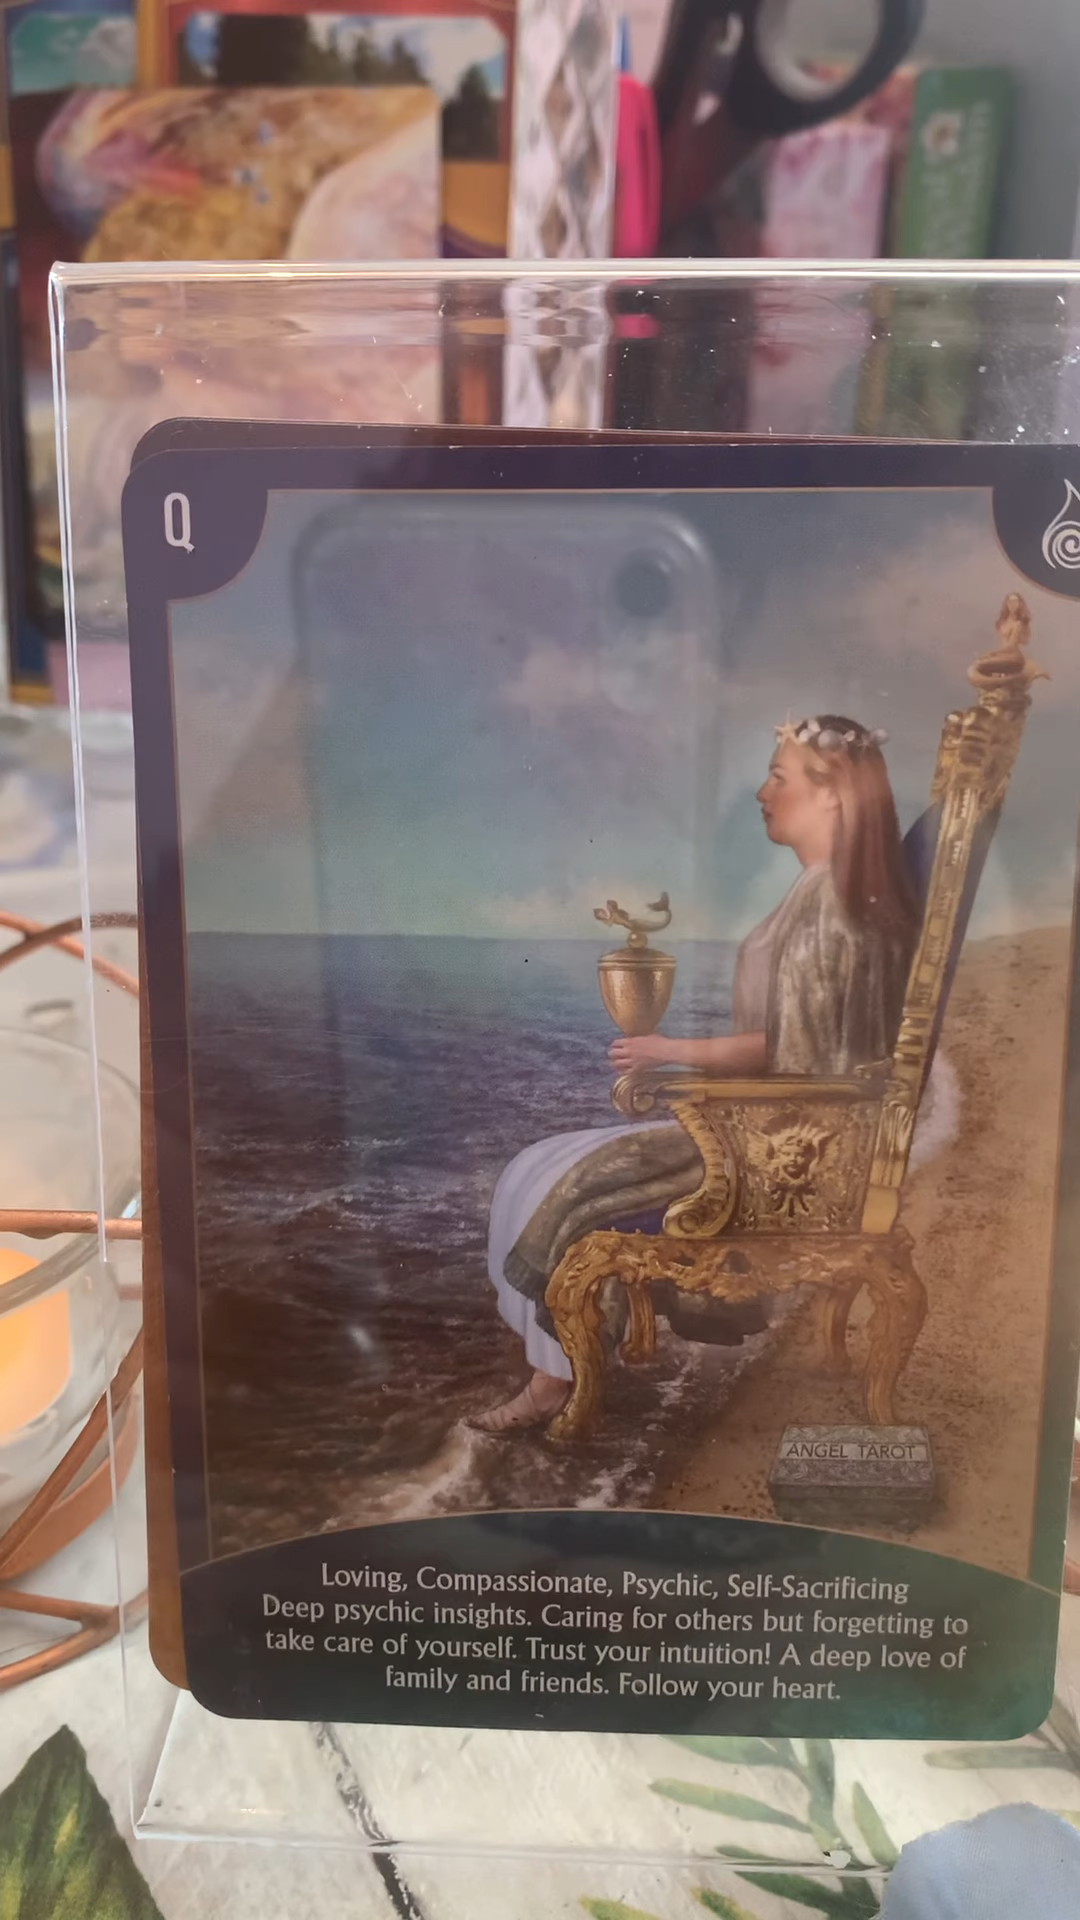 Q
ANGEL TAROT
Loving, Compassionate, Psychic, Self-Sacrificing
Deep psychic insights. Caring for others but forgetting to
take care of yourself. Trust your intuition! A deep love of
family and friends. Follow your heart.